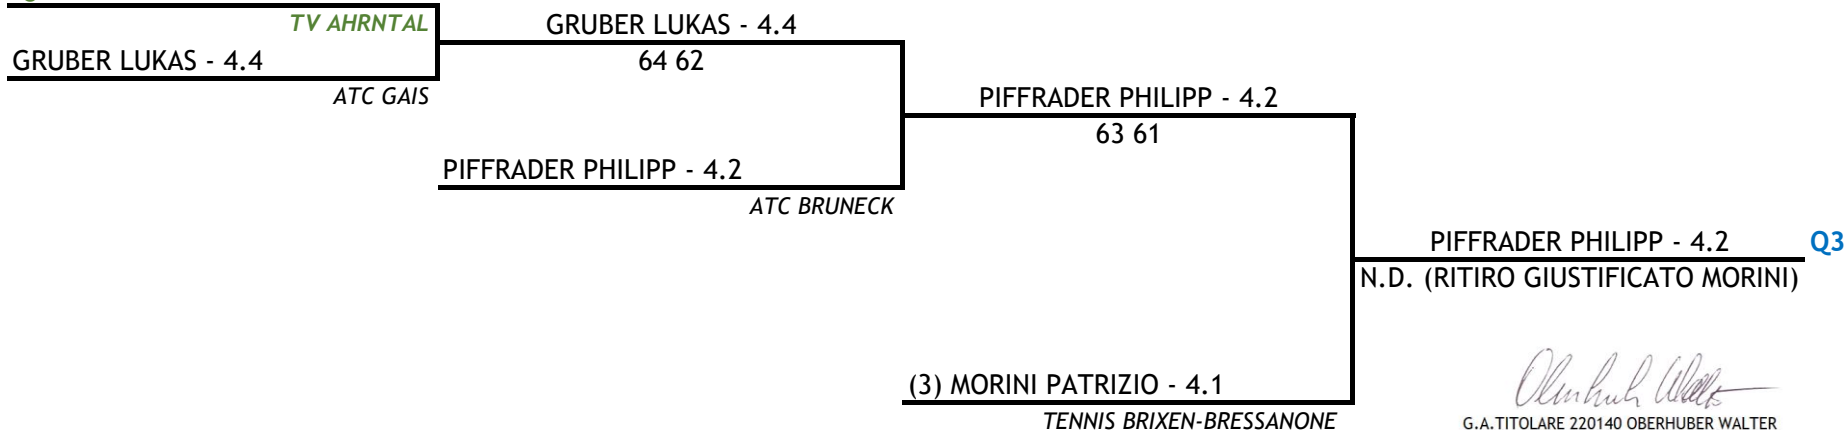 TV AHRNTAL
GRUBER LUKAS - 4.4
GRUBER LUKAS - 4.4
64 62
ATC GAIS
PIFFRADER PHILIPP - 4.2
63 61
PIFFRADER PHILIPP - 4.2
ATC BRUNECK
PIFFRADER PHILIPP - 4.2 Q3
N.D. (RITIRO GIUSTIFICATO MORINI)
(3) MORINI PATRIZIO - 4.1
TENNIS BRIXEN-BRESSANONE
G.A.TITOLARE 220140 OBERHUBER WALTER